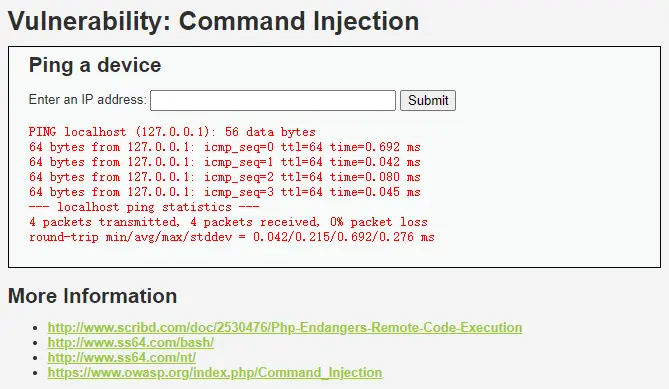 Vulnerability: Command Injection
Ping a device
Enter an IP address: Submit
PING localhost (127.0.0.1): 56 data bytes
64 bytes from 127.0.0.1: icmp_seq=0 ttl=64 time=0.692 ms
64 bytes from 127.0.0.1: icmp_seq=1 ttl=64 time=0.042 ms
64 bytes from 127.0.0.1: icmp_seq=2 ttl=64 time=0.080 ms
64 bytes from 127.0.0.1: icmp_seq=3 ttl=64 time=0.045 ms
--- localhost ping statistics ---
4 packets transmitted, 4 packets received, 0% packet loss
round-trip min/avg/max/stddev = 0.042/0.215/0.692/0.276 ms
More Information
• http://www.scribd.com/doc/2530476/Php-Endangers-Remote-Code-Execution
• http://www.ss64.com/bash/
• http://www.ss64.com/nt/
• https://www.owasp.org/index.php/Command_Injection